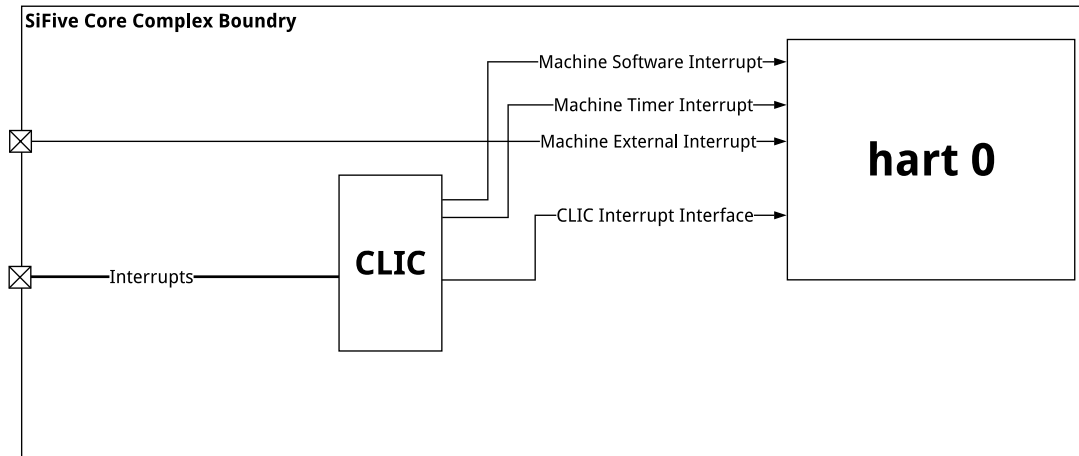 SiFive Core Complex Boundry
Machine Software Interrupt
Machine Timer Interrupt
Machine External Interrupt
hart 0
CLIC Interrupt Interface
CLIC
Interrupts